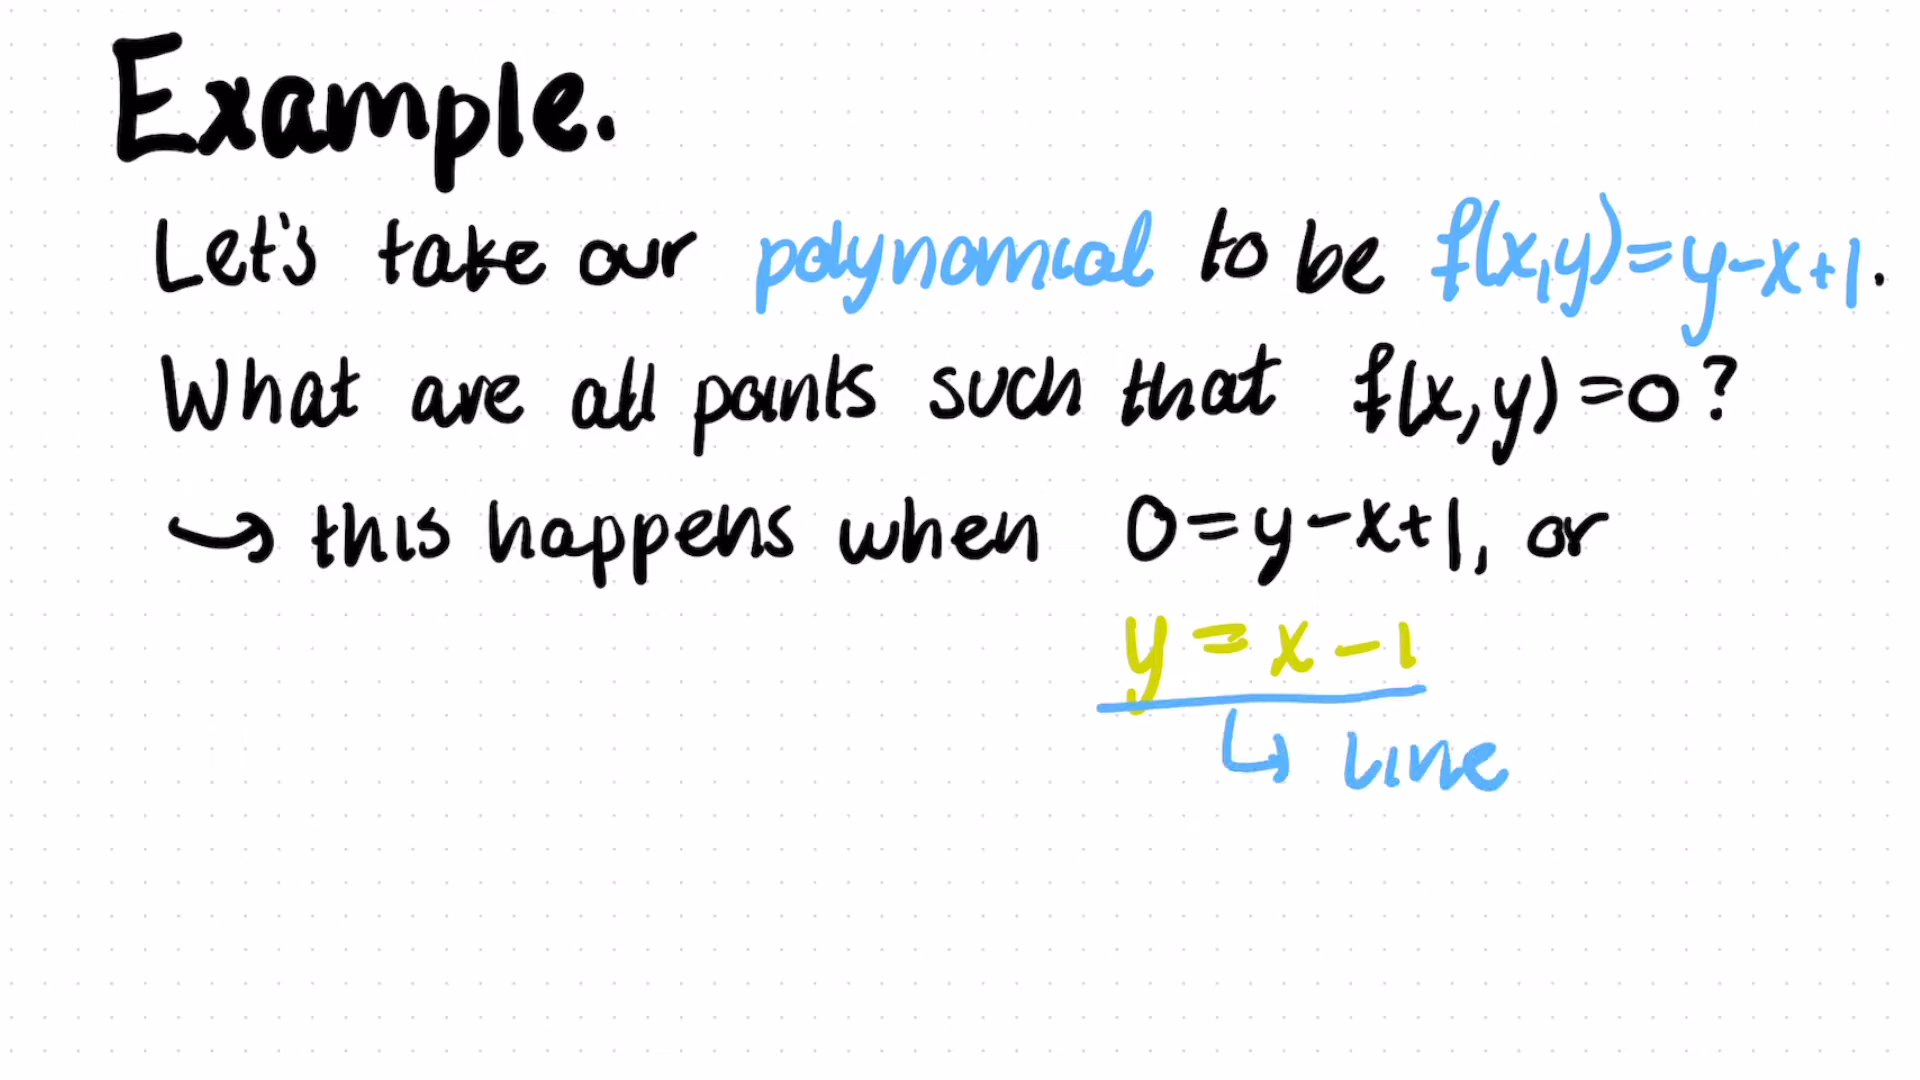 Example.
Let's take our polynomial to be f(x,y)=y-x+1.
What are all points such that f(x,y)=0?
↪ this happens when 0=y-x+1, or
y=x-1
↪ line